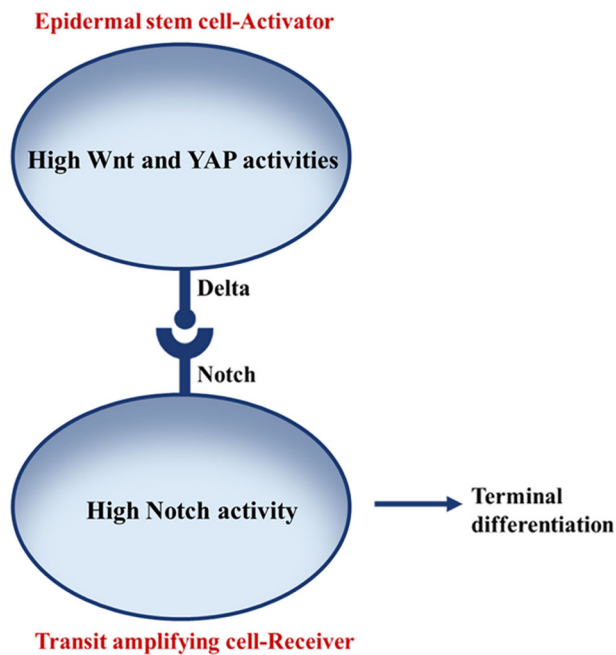 Epidermal stem cell-Activator
High Wnt and YAP activities
Delta
Notch
High Notch activity
Terminal
differentiation
Transit amplifying cell-Receiver